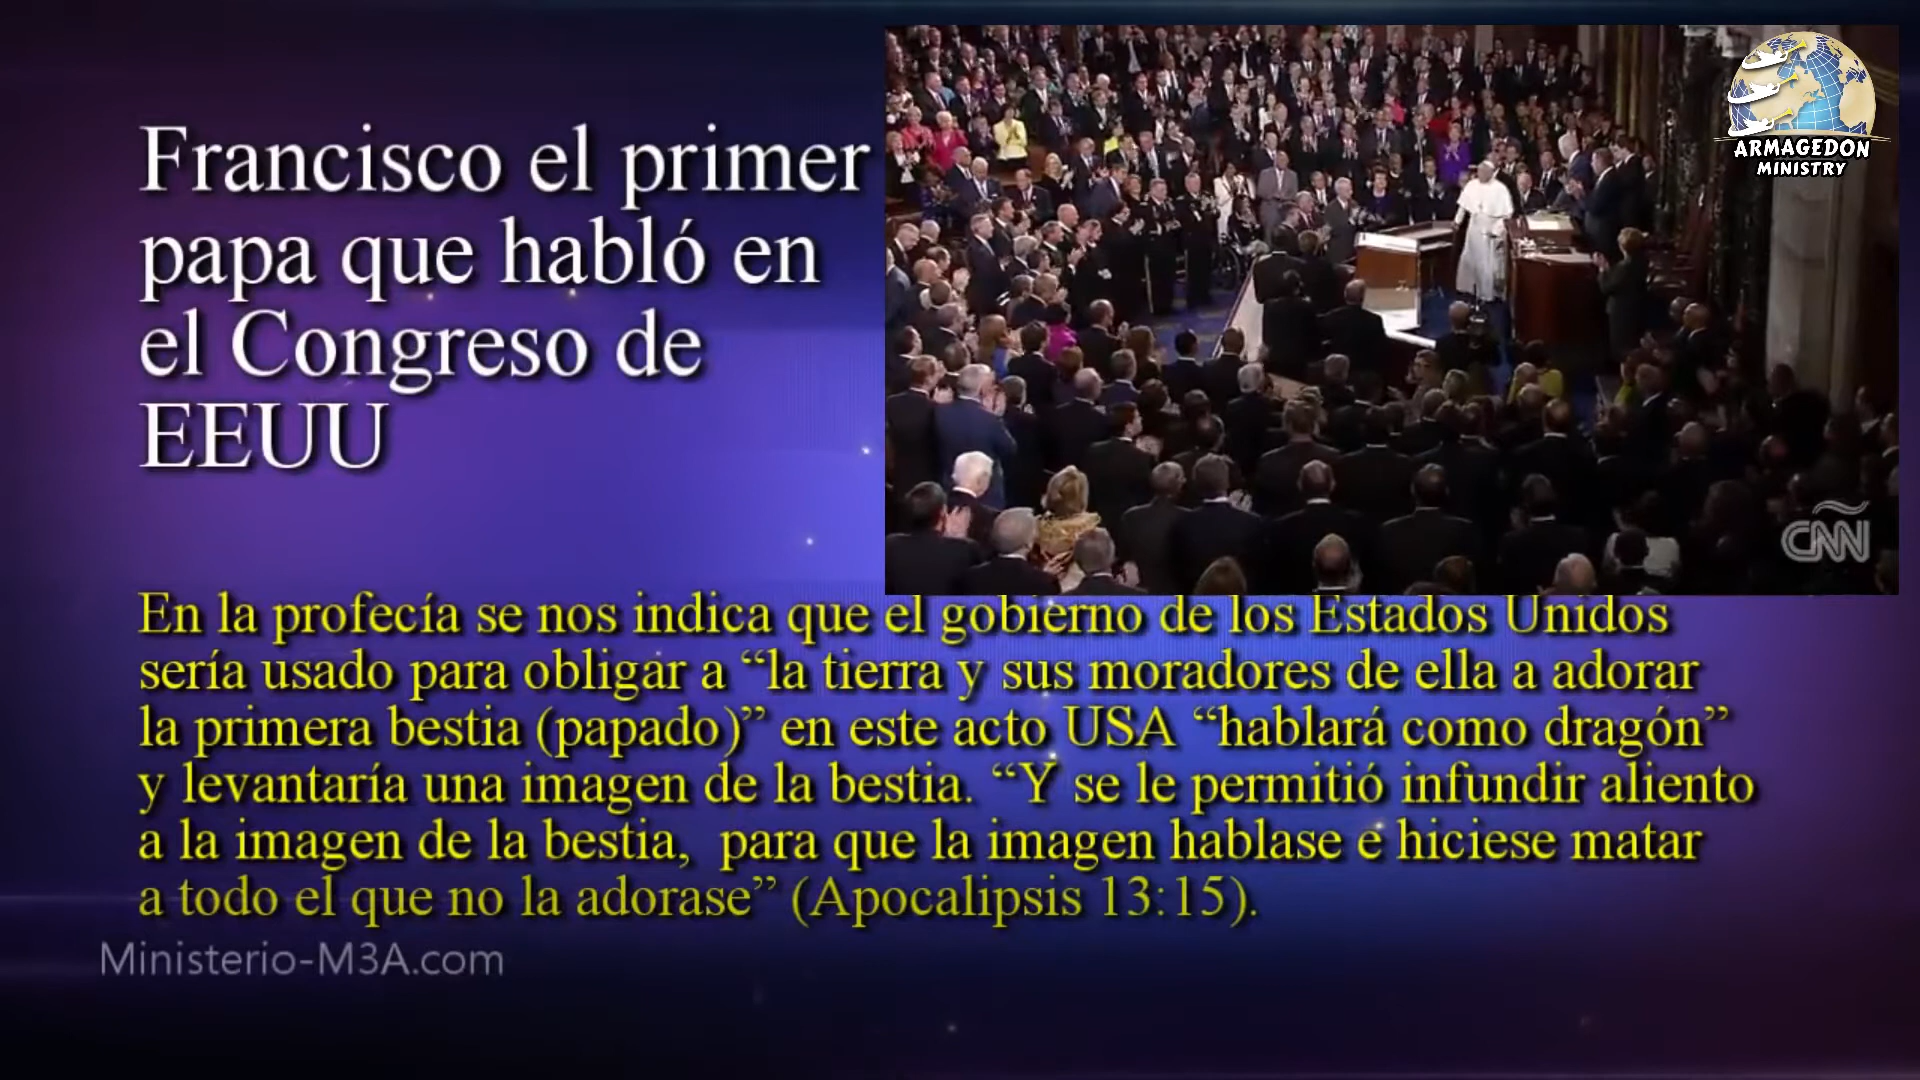 Francisco el primer
papa que habló en
el Congreso de
EEUU
ARMAGEDON
MINISTRY
CNN
En la profecía se nos indica que el gobierno de los Estados Unidos
sería usado para obligar a “la tierra y sus moradores de ella a adorar
la primera bestia (papado)” en este acto USA “hablará como dragón”
y levantaría una imagen de la bestia. “Y se le permitió infundir aliento
a la imagen de la bestia, para que la imagen hablase e hiciese matar
a todo el que no la adorase” (Apocalipsis 13:15).
Ministerio-M3A.com